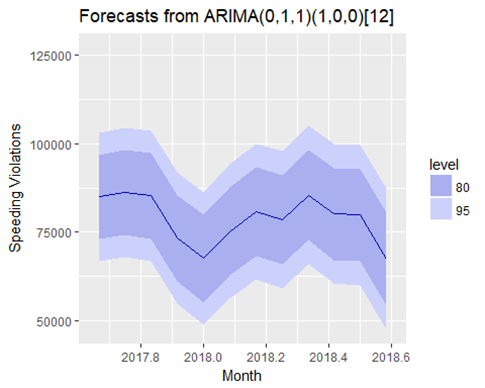 Forecasts from ARIMA(0,1,1)(1,0,0)[12]
125000
100000
75000
50000
Speeding Violations
2017.8 2018.0 2018.2 2018.4 2018.6
Month
level
80
95